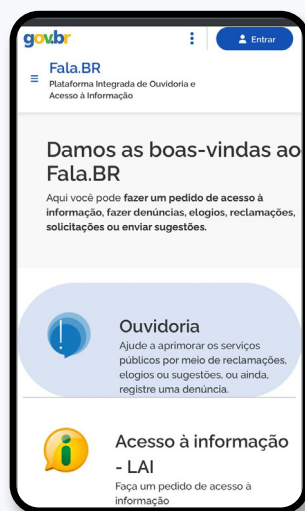 gov.br
Entrar
Fala.BR
Plataforma Integrada de Ouvidoria e
Acesso à Informação
Damos as boas-vindas ao
Fala.BR
Aqui você pode fazer um pedido de acesso à
informação, fazer denúncias, elogios, reclamações,
solicitações ou enviar sugestões.
Ouvidoria
Ajude a aprimorar os serviços
públicos por meio de reclamações,
elogios ou sugestões, ou ainda,
registre uma denúncia.
Acesso à informação
- LAI
Faça um pedido de acesso à
informação